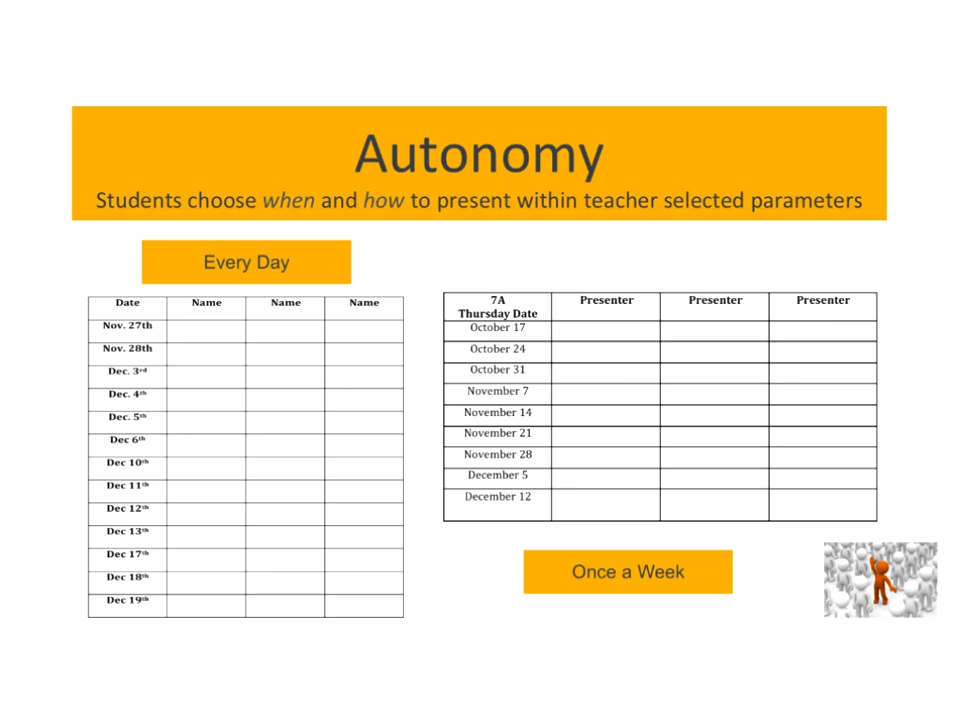 Autonomy
Students choose when and how to present within teacher selected parameters
Every Day
Date Name Name Name
Nov. 27th
Nov. 28th
Dec. 3rd
Dec. 4th
Dec. 5th
Dec 6th
Dec 10th
Dec 11th
Dec 12th
Dec 13th
Dec 17th
Dec 18th
Dec 19th
7A Presenter Presenter Presenter
Thursday Date
October 17
October 24
October 31
November 7
November 14
November 21
November 28
December 5
December 12
Once a Week